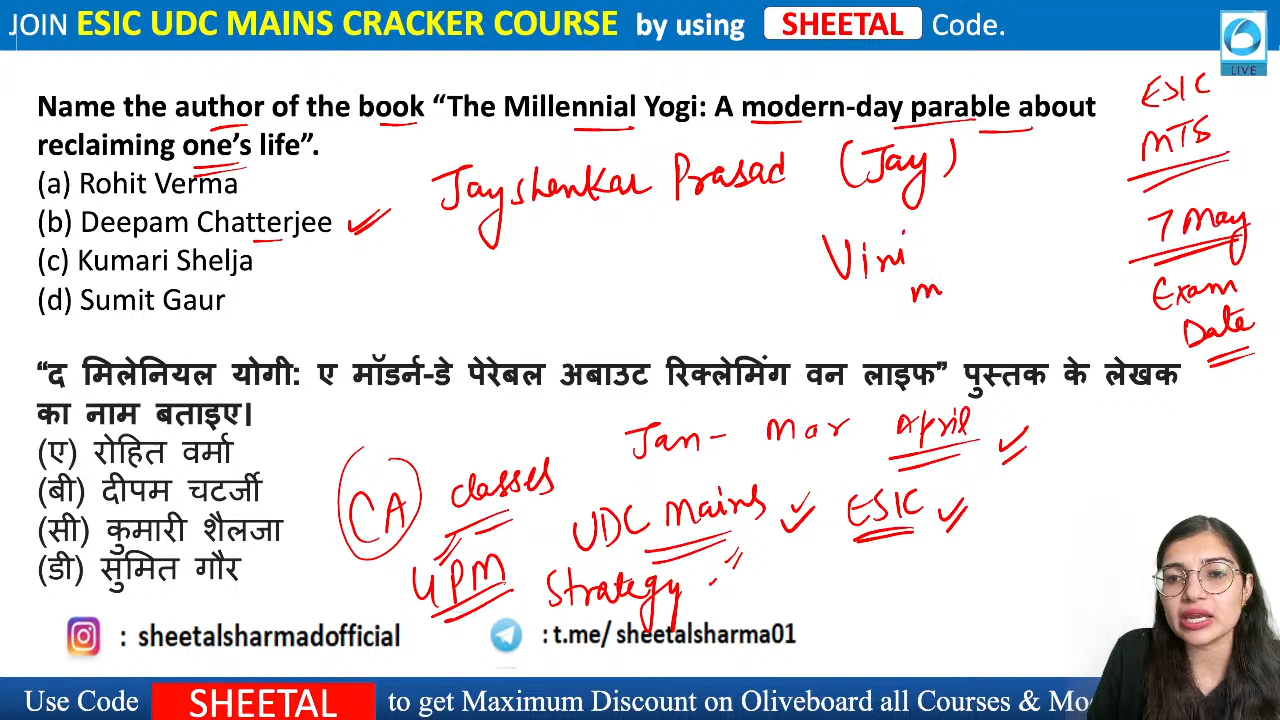 JOIN ESIC UDC MAINS CRACKER COURSE by using SHEETAL Code.
LIVE
Name the author of the book “The Millennial Yogi: A modern-day parable about
reclaiming one’s life”.
(a) Rohit Verma
(b) Deepam Chatterjee
(c) Kumari Shelja
(d) Sumit Gaur
Jayshankar Prasad (Jay)
Vini
m
ESIC
MTS
7 May
Exam
Date
“द मिलेनियल योगी: ए मॉडर्न-डे पेरेबल अबाउट रिक्लेमिंग वन लाइफ” पुस्तक के लेखक
का नाम बताइए।
(ए) रोहित वर्मा
(बी) दीपम चटर्जी
(सी) कुमारी शैलजा
(डी) सुमित गौर
Jan - Mar April
CA classes
UDC Mains ESIC
4PM Strategy
: sheetalsharmadofficial
: t.me/ sheetalsharma01
Use Code SHEETAL to get Maximum Discount on Oliveboard all Courses & Mo